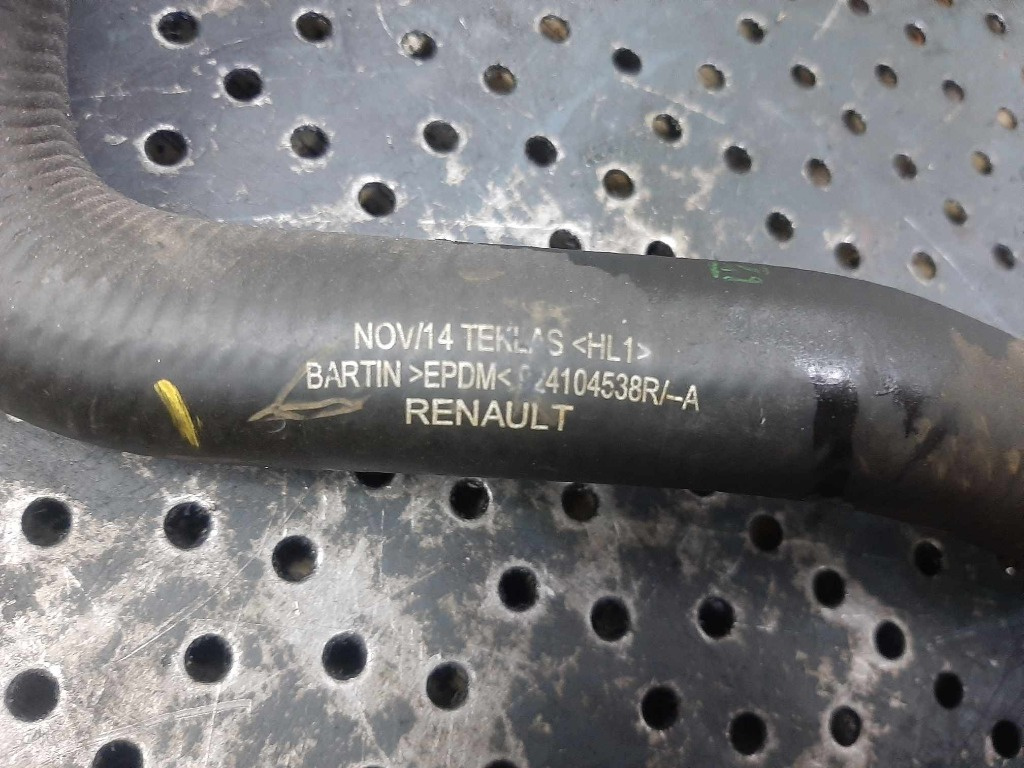 NOV/14 TEKLAS <HL1>
BARTIN >EPDM< 924104538R/--A
RENAULT